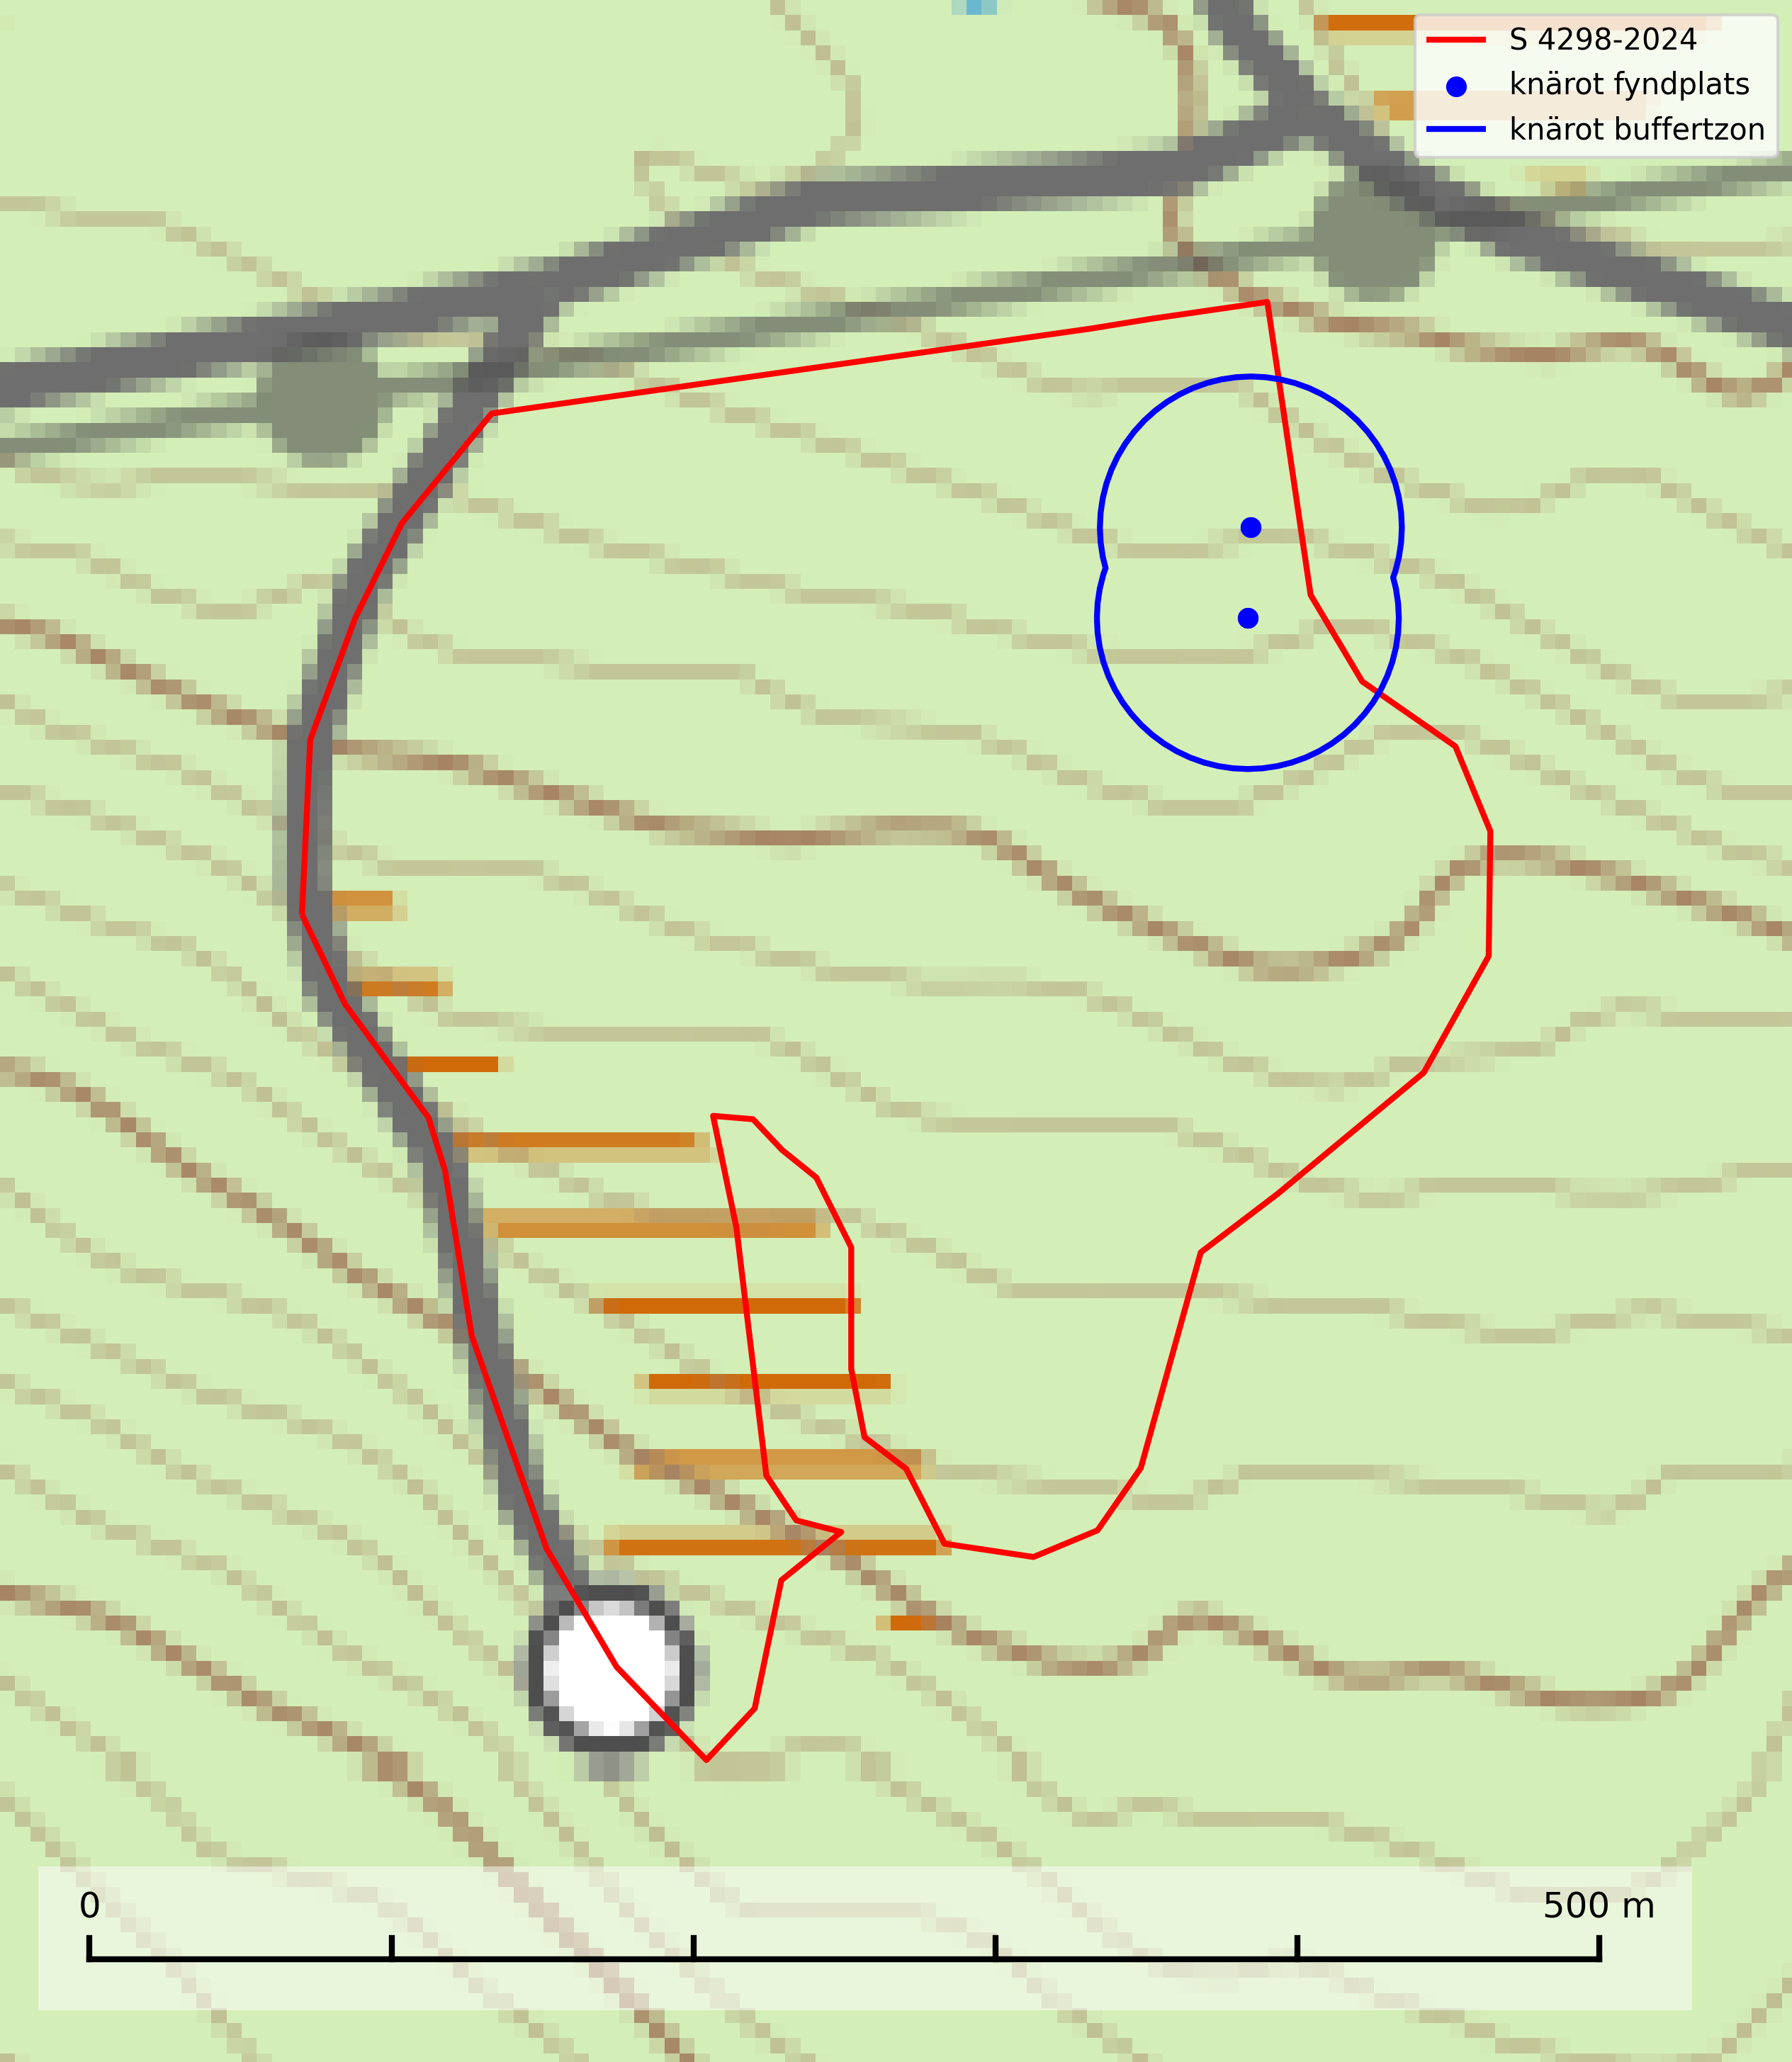 S 4298-2024
knärot fyndplats
knärot buffertzon
0 500 m